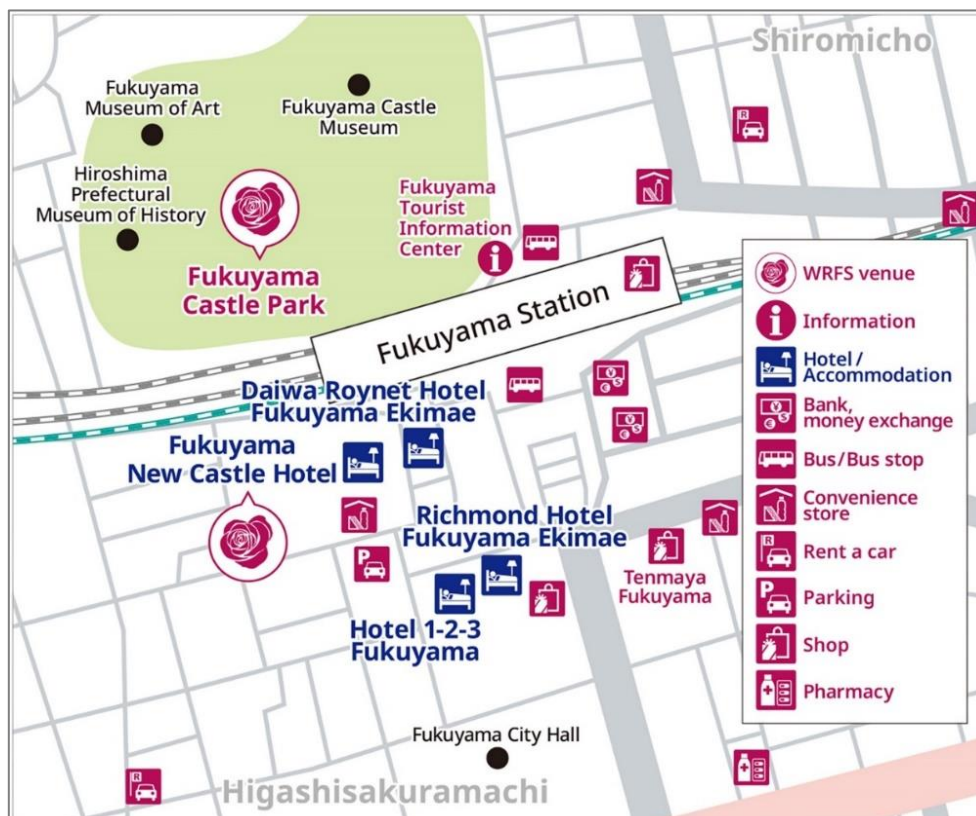 Shiromicho
Fukuyama
Museum of Art
Fukuyama Castle
Museum
Hiroshima
Prefectural
Museum of History
Fukuyama
Castle Park
Fukuyama
Tourist
Information
Center
i
R
Fukuyama Station
Daiwa Roynet Hotel
Fukuyama Ekimae
Fukuyama
New Castle Hotel
Richmond Hotel
Fukuyama Ekimae
P
Tenmaya
Fukuyama
Hotel 1-2-3
Fukuyama
Fukuyama City Hall
R
Higashisakuramachi
WRFS venue
i Information
Hotel /
Accommodation
¥ $ €
Bank,
money exchange
Bus/Bus stop
Convenience
store
R Rent a car
P Parking
Shop
Pharmacy